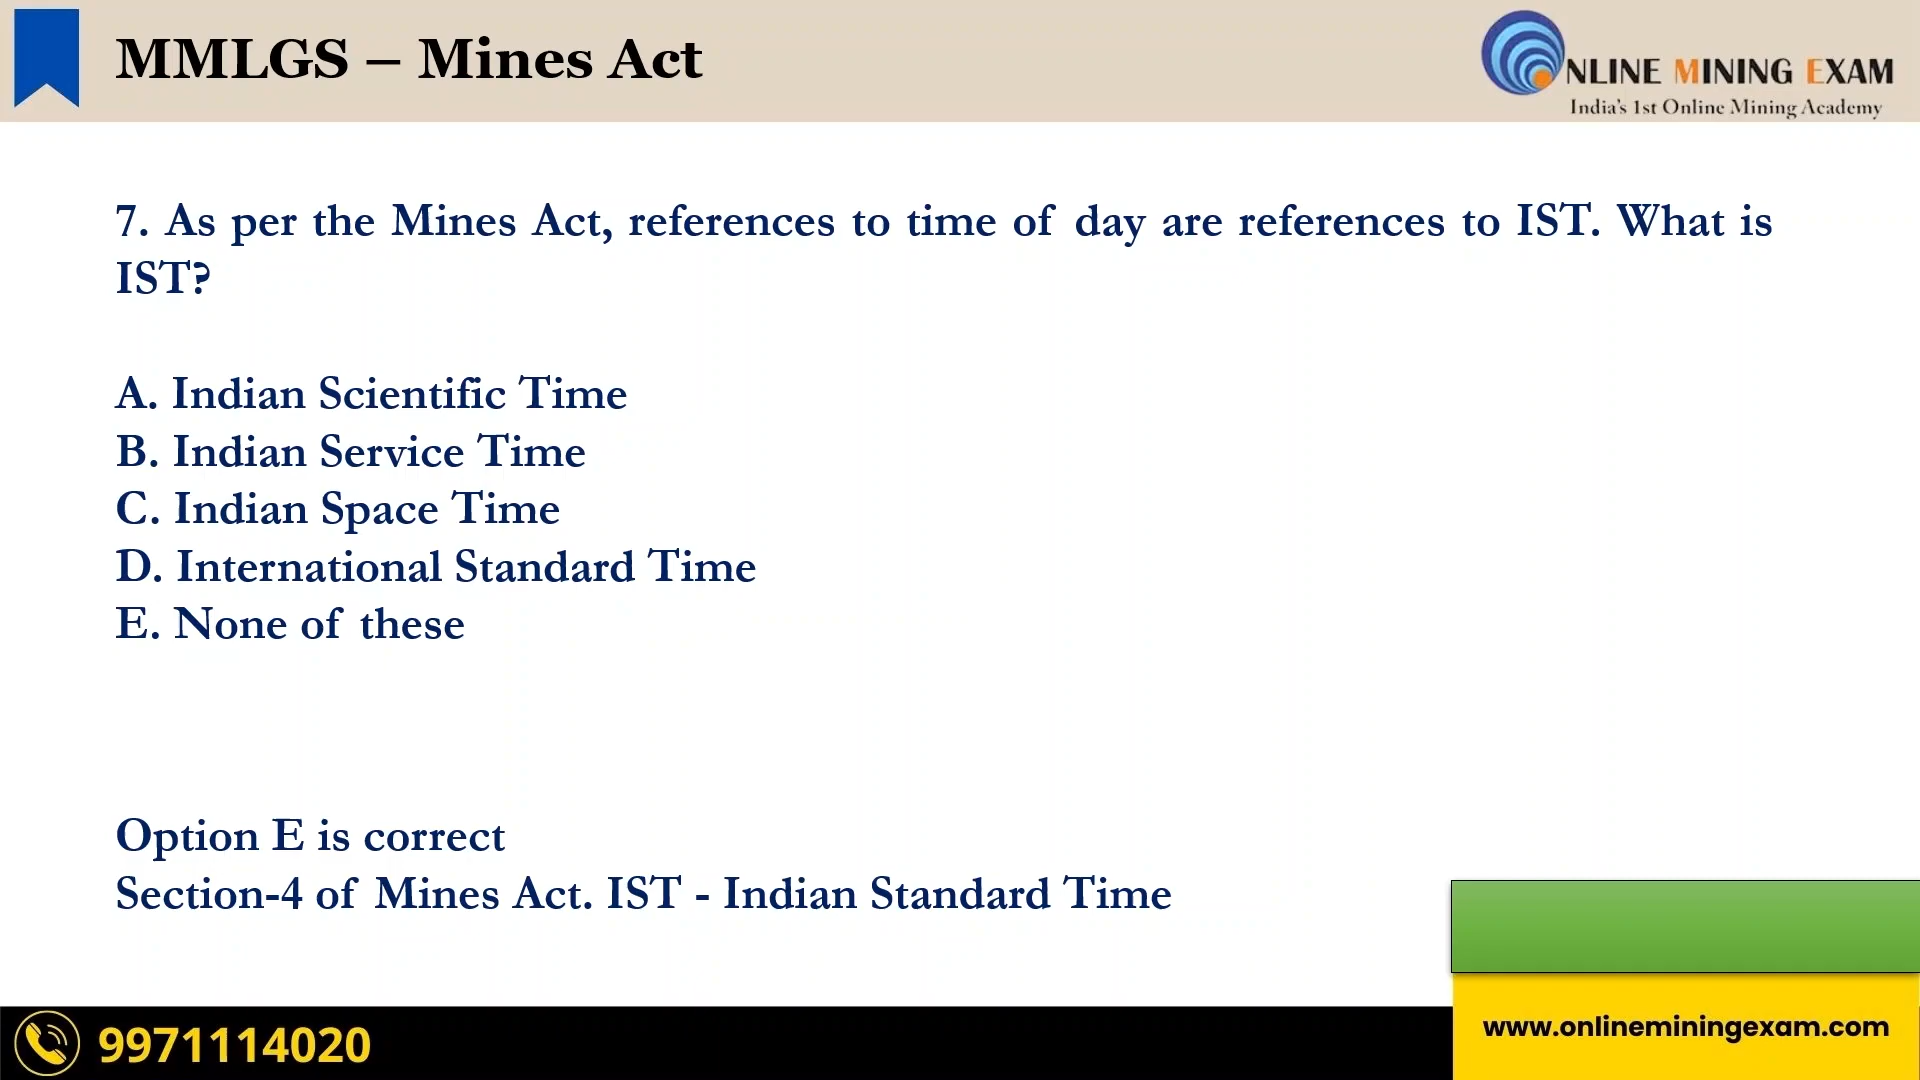 MMLGS – Mines Act
NLINE MINING EXAM
India's 1st Online Mining Academy
7. As per the Mines Act, references to time of day are references to IST. What is
IST?
A. Indian Scientific Time
B. Indian Service Time
C. Indian Space Time
D. International Standard Time
E. None of these
Option E is correct
Section-4 of Mines Act. IST - Indian Standard Time
9971114020
www.onlineminingexam.com